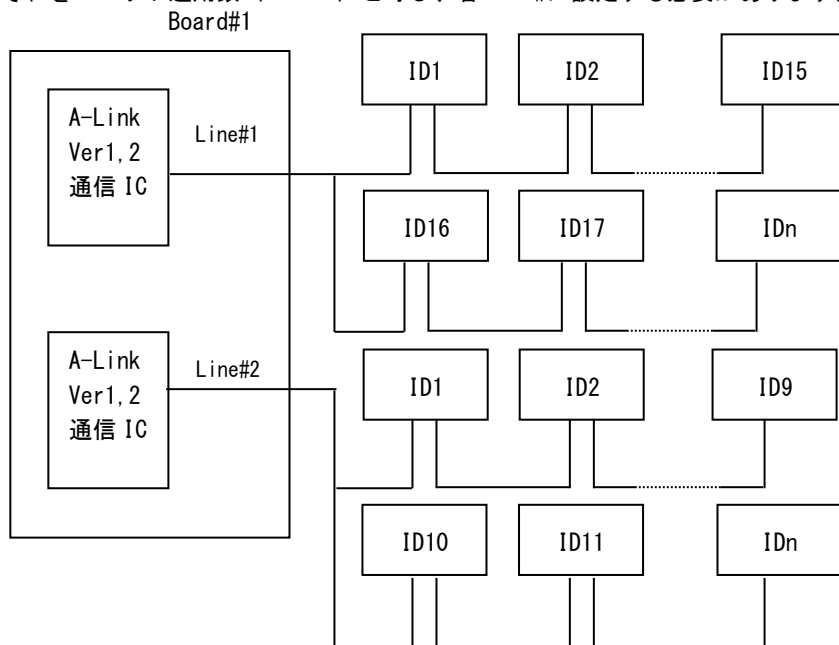 Board#1
ID1
ID2
ID15
A-Link
Ver1,2
通信 IC
Line#1
ID16
ID17
IDn
A-Link
Ver1,2
通信 IC
Line#2
ID1
ID2
ID9
ID10
ID11
IDn